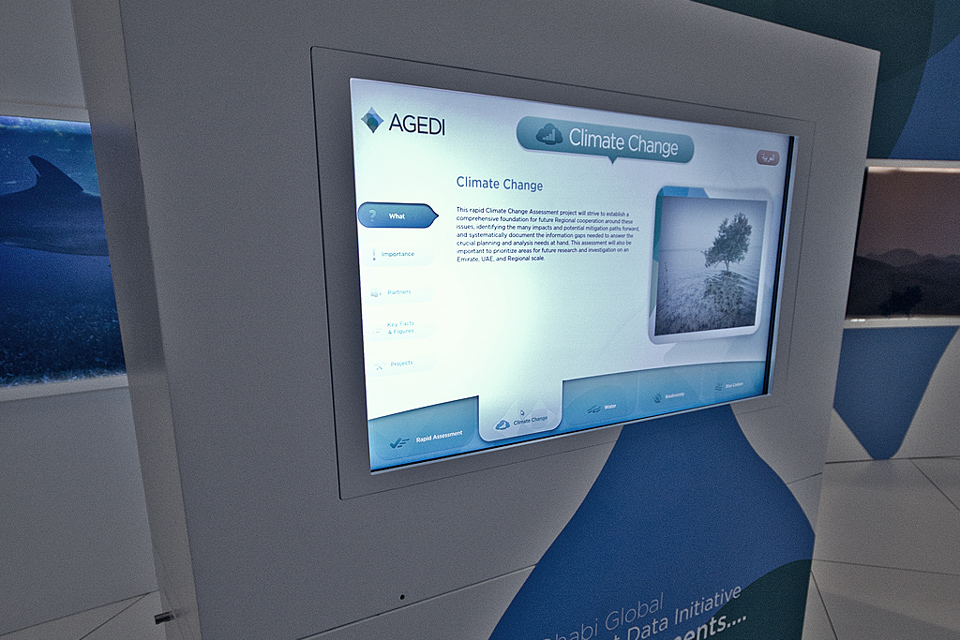 AGEDI
Climate Change
العربية
Climate Change
This rapid Climate Change Assessment project will strive to establish a
comprehensive foundation for future Regional cooperation around these
issues, identifying the many impacts and potential mitigation paths forward,
and systematically document the information gaps needed to answer the
crucial planning and analysis needs at hand. This assessment will also be
important to prioritize areas for future research and investigation on an
Emirate, UAE, and Regional scale.
? What
! Importance
Partners
Key Facts
& Figures
Projects
Rapid Assessment
Climate Change
Water
Biodiversity
Dhabi Global
Data Initiative